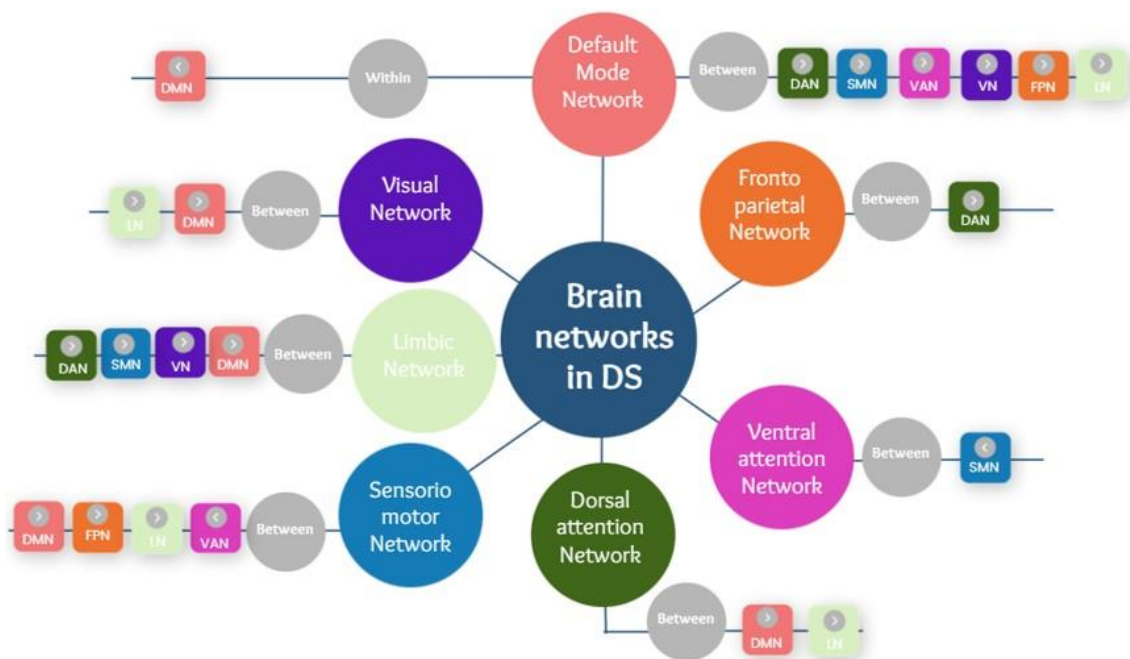 Default
Mode
Network
Within
<
DMN
Between
>
DAN
>
SMN
>
VAN
>
VN
>
FPN
>
LN
Visual
Network
Between
>
LN
>
DMN
Fronto
parietal
Network
Between
>
DAN
Brain
networks
in DS
Limbic
Network
Between
>
DAN
>
SMN
>
VN
>
DMN
Ventral
attention
Network
Between
<
SMN
Sensorio
motor
Network
Between
>
DMN
>
FPN
>
LN
<
VAN
Dorsal
attention
Network
Between
>
DMN
>
LN